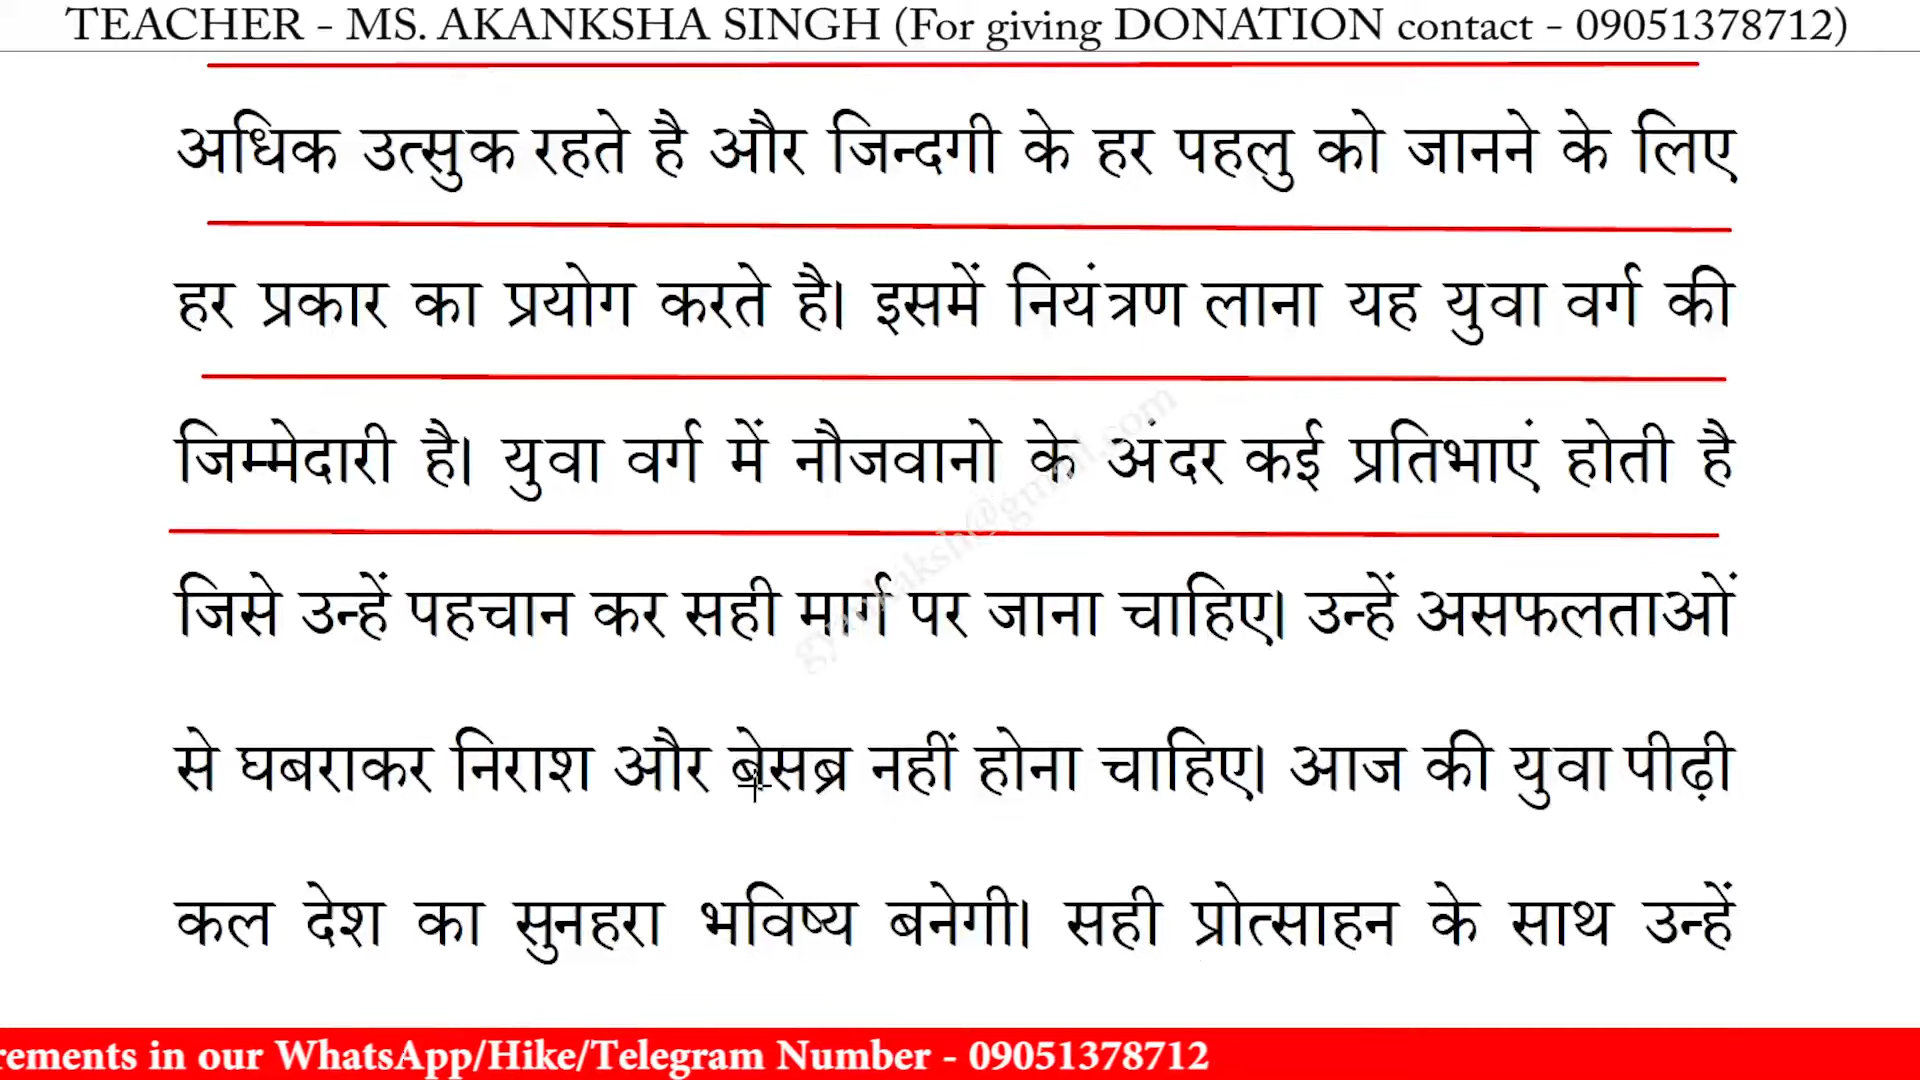 TEACHER - MS. AKANKSHA SINGH (For giving DONATION contact - 09051378712)
अधिक उत्सुक रहते है और जिन्दगी के हर पहलु को जानने के लिए
हर प्रकार का प्रयोग करते है। इसमें नियंत्रण लाना यह युवा वर्ग की
जिम्मेदारी है। युवा वर्ग में नौजवानो के अंदर कई प्रतिभाएं होती है
जिसे उन्हें पहचान कर सही मार्ग पर जाना चाहिए। उन्हें असफलताओं
से घबराकर निराश और बेसब्र नहीं होना चाहिए। आज की युवा पीढ़ी
कल देश का सुनहरा भविष्य बनेगी। सही प्रोत्साहन के साथ उन्हें
rements in our WhatsApp/Hike/Telegram Number - 09051378712